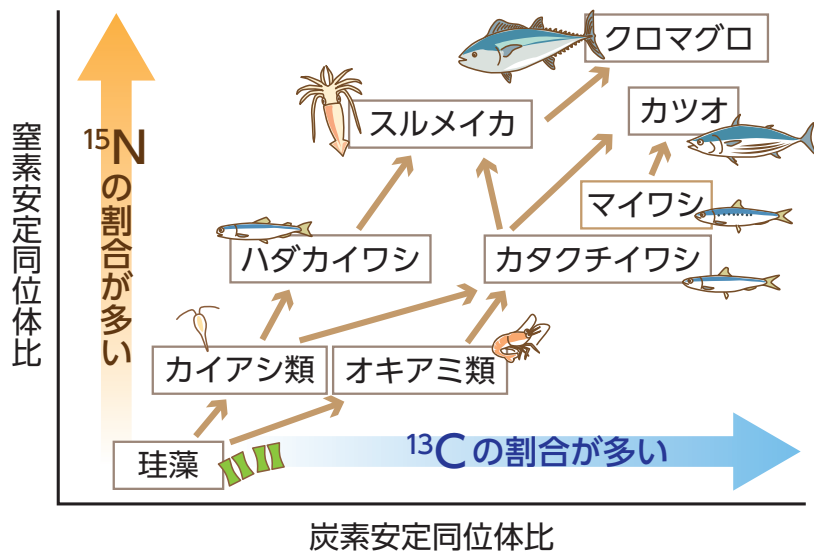 クロマグロ
スルメイカ
カツオ
マイワシ
ハダカイワシ
カタクチイワシ
カイアシ類
オキアミ類
珪藻
15Nの割合が多い
13Cの割合が多い
窒素安定同位体比
炭素安定同位体比